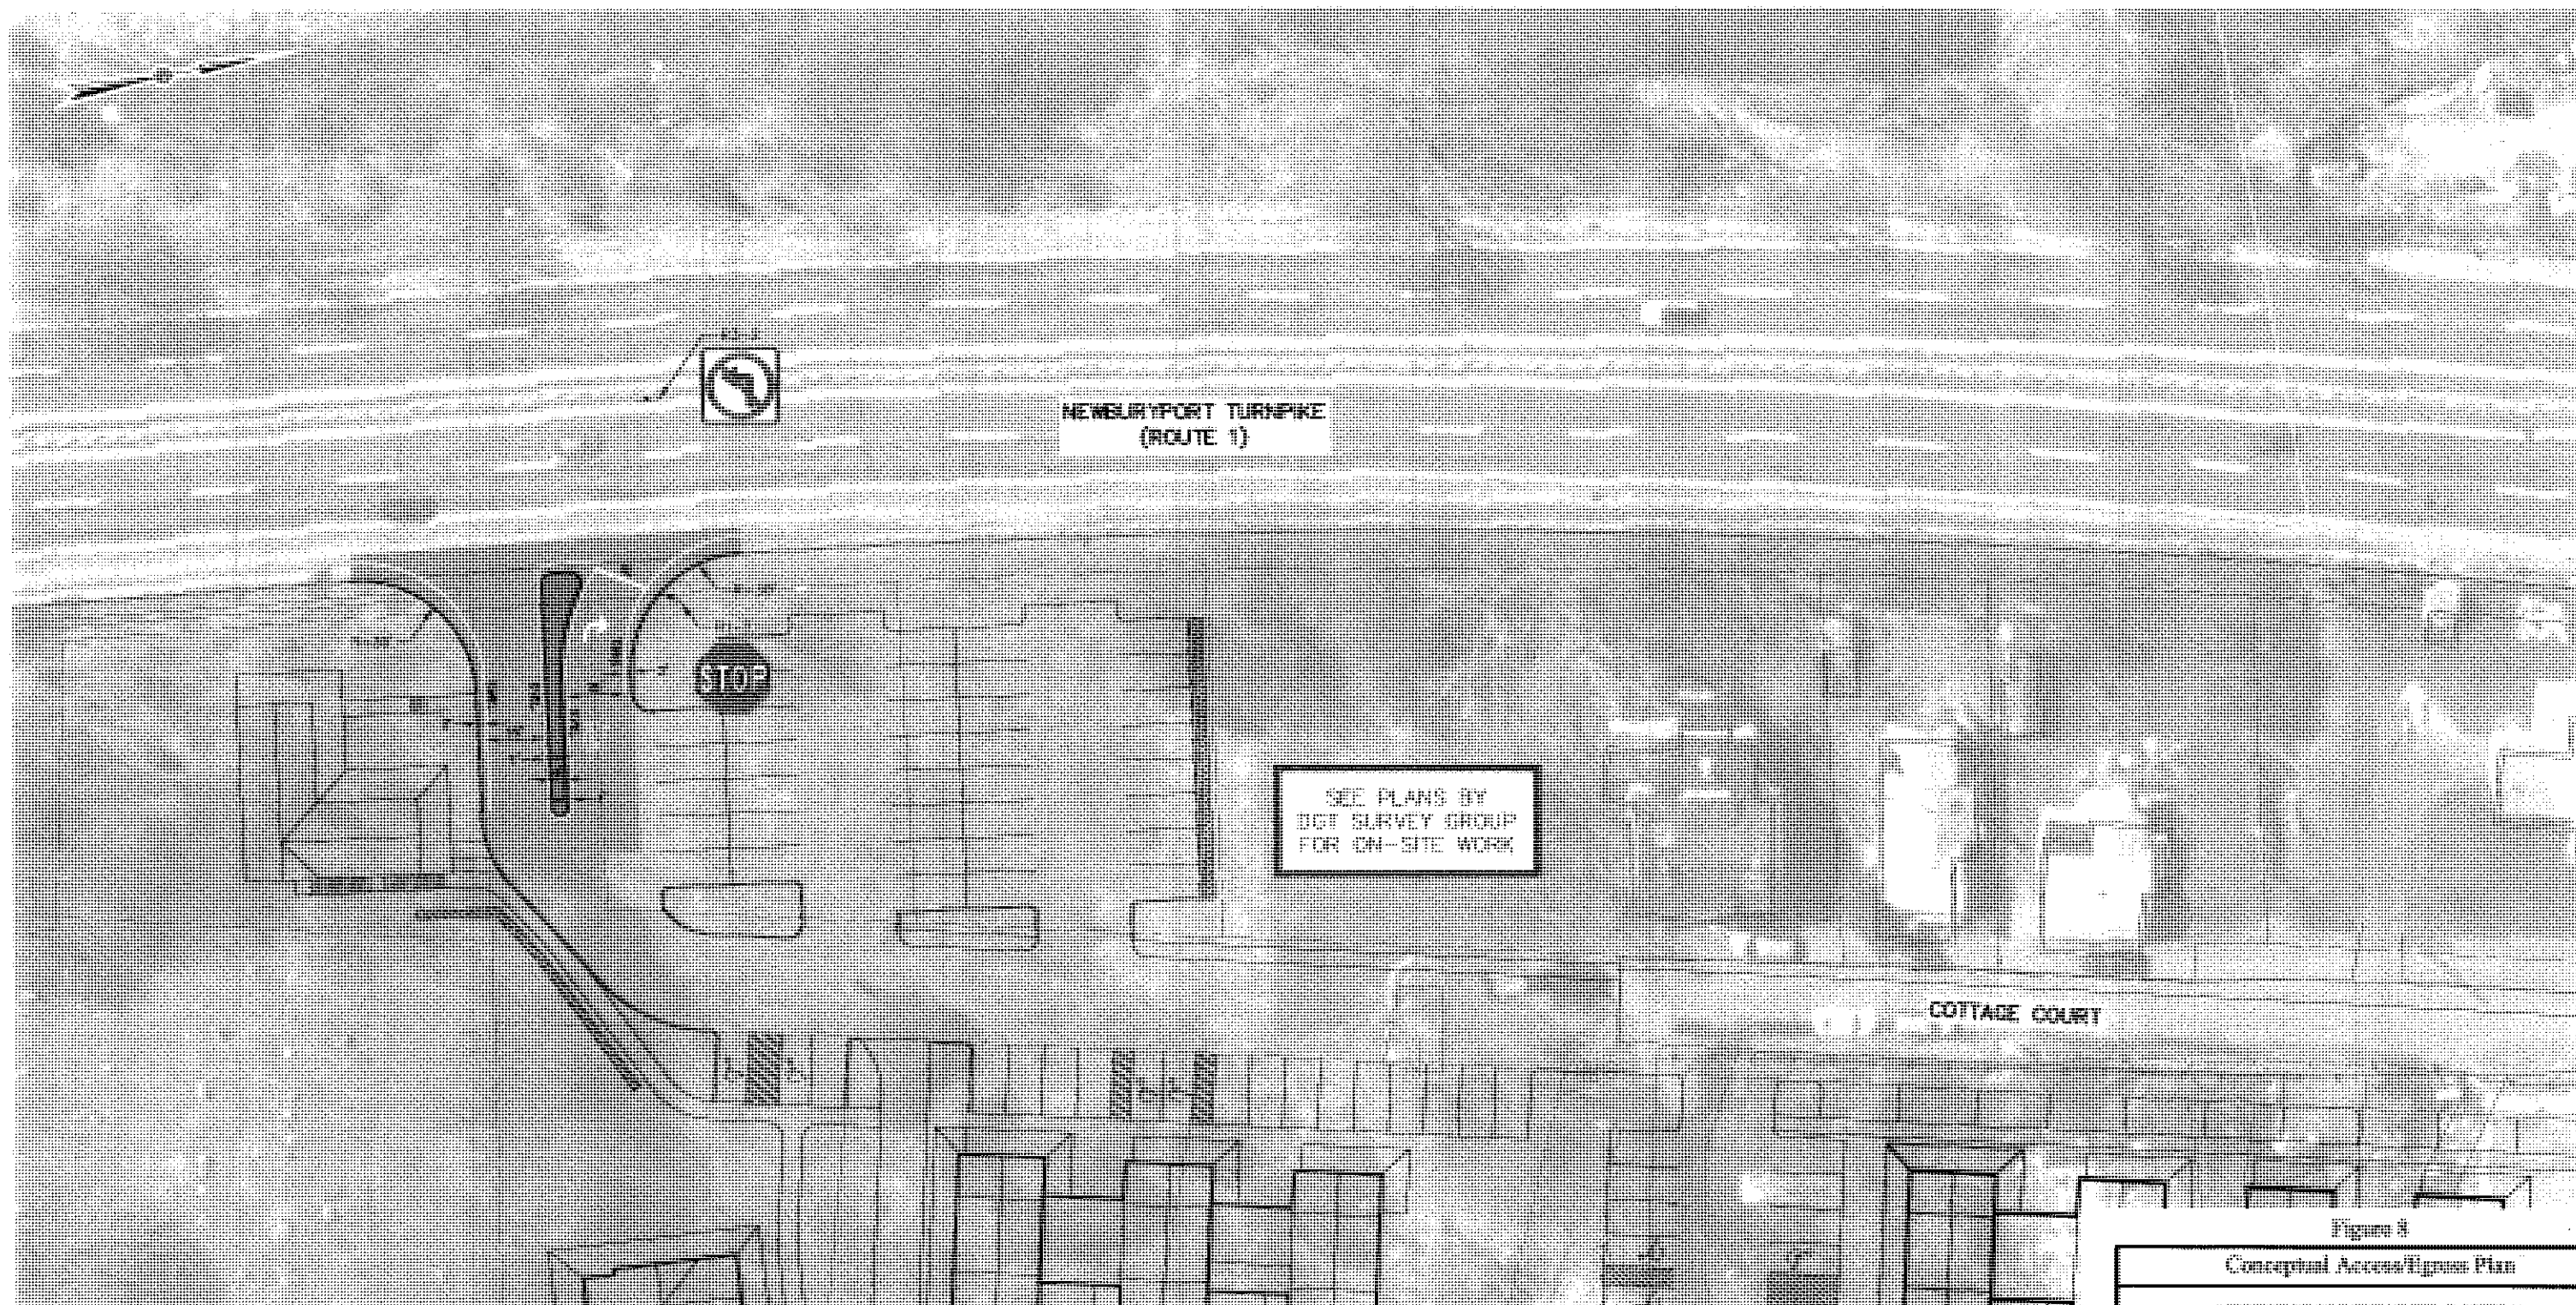 NEWBURYPORT TURNPIKE
(ROUTE 1)
STOP
SEE PLANS BY
DGT SURVEY GROUP
FOR ON-SITE WORK
COTTAGE COURT
Figure 8
Conceptual Access/Egress Plan